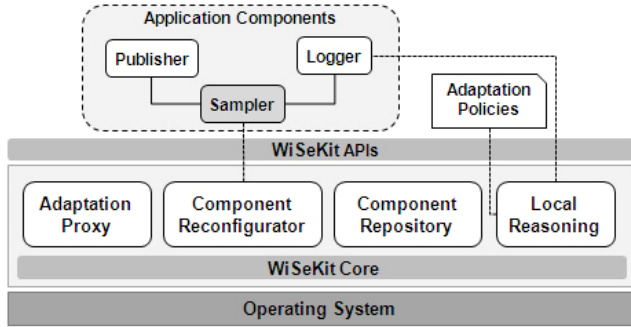 Application Components
Publisher
Logger
Sampler
Adaptation
Policies
WiSeKit APIs
Adaptation
Proxy
Component
Reconfigurator
Component
Repository
Local
Reasoning
WiSeKit Core
Operating System